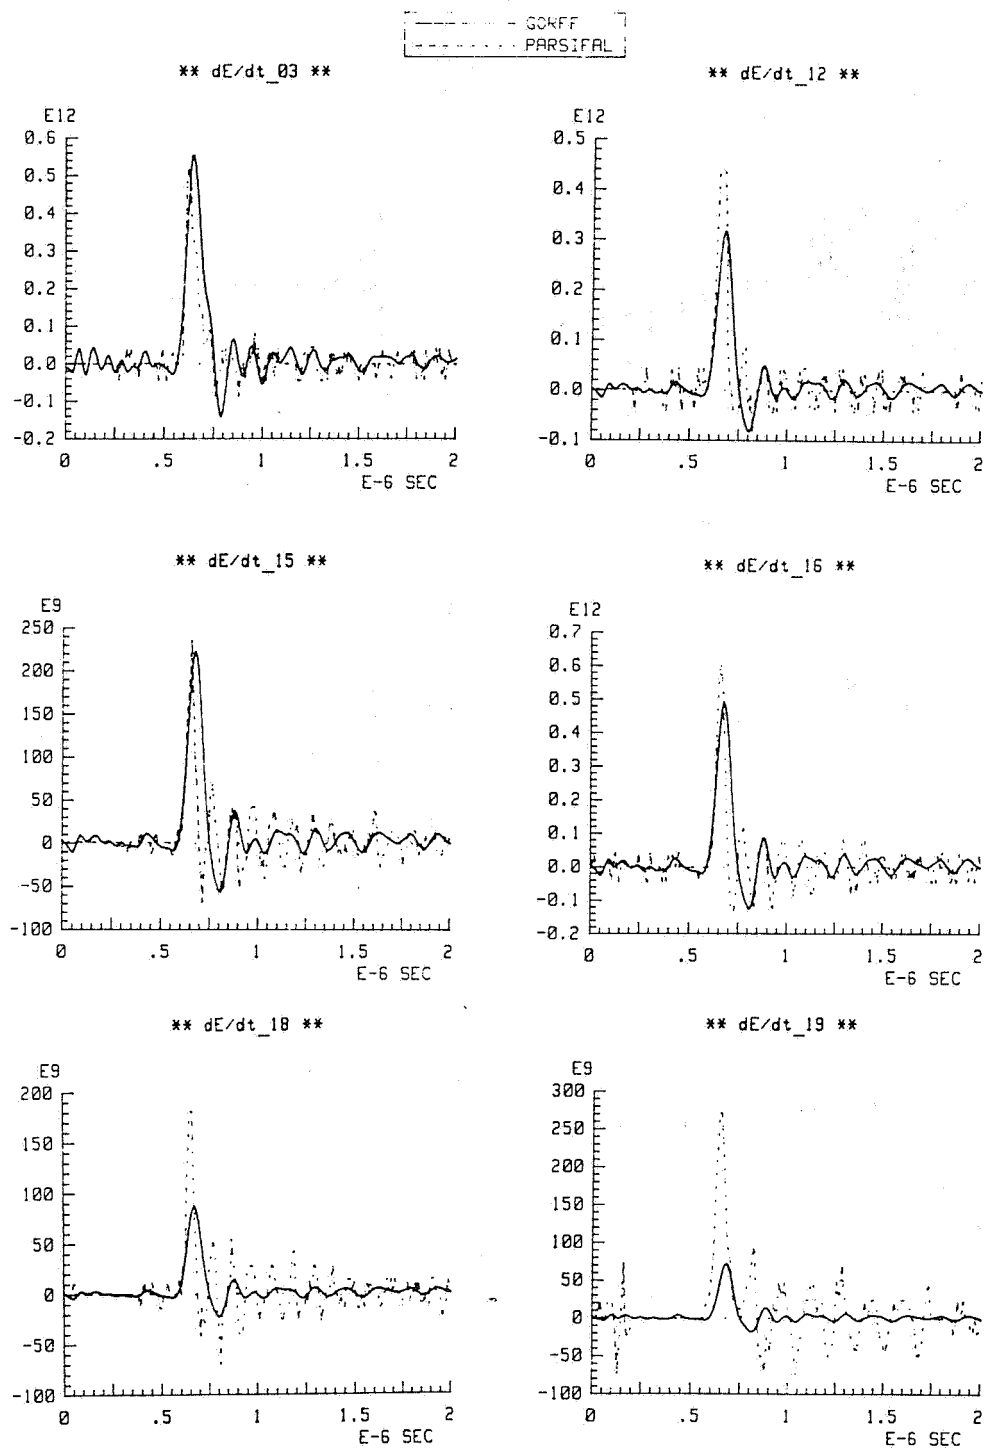 GORFF
PARSIFAL
** dE/dt_03 **
E12
0.6
0.5
0.4
0.3
0.2
0.1
0.0
-0.1
-0.2
0 .5 1 1.5 2
E-6 SEC
** dE/dt_12 **
E12
0.5
0.4
0.3
0.2
0.1
0.0
-0.1
0 .5 1 1.5 2
E-6 SEC
** dE/dt_15 **
E9
250
200
150
100
50
0
-50
-100
0 .5 1 1.5 2
E-6 SEC
** dE/dt_16 **
E12
0.7
0.6
0.5
0.4
0.3
0.2
0.1
0.0
-0.1
-0.2
0 .5 1 1.5 2
E-6 SEC
** dE/dt_18 **
E9
200
150
100
50
0
-50
-100
0 .5 1 1.5 2
E-6 SEC
** dE/dt_19 **
E9
300
250
200
150
100
50
0
-50
-100
0 .5 1 1.5 2
E-6 SEC